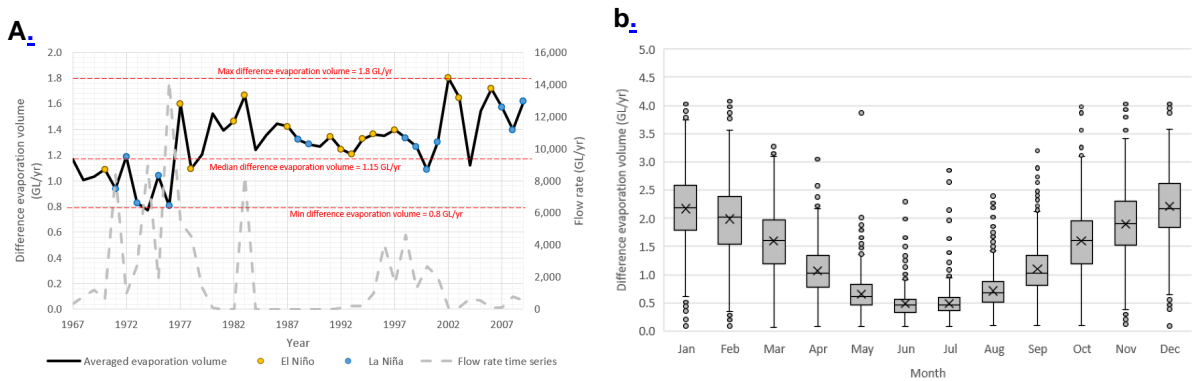 A.
2.0
1.8
1.6
1.4
1.2
1.0
0.8
0.6
0.4
0.2
0.0
Difference evaporation volume
(GL/yr)
Max difference evaporation volume = 1.8 GL/yr
Median difference evaporation volume = 1.15 GL/yr
Min difference evaporation volume = 0.8 GL/yr
16,000
14,000
12,000
10,000
8,000
6,000
4,000
2,000
0
Flow rate (GL/yr)
1967 1972 1977 1982 1987 1992 1997 2002 2007
Year
Averaged evaporation volume El Niño La Niña Flow rate time series
b.
5.0
4.5
4.0
3.5
3.0
2.5
2.0
1.5
1.0
0.5
0.0
Difference evaporation volume (GL/yr)
Jan Feb Mar Apr May Jun Jul Aug Sep Oct Nov Dec
Month